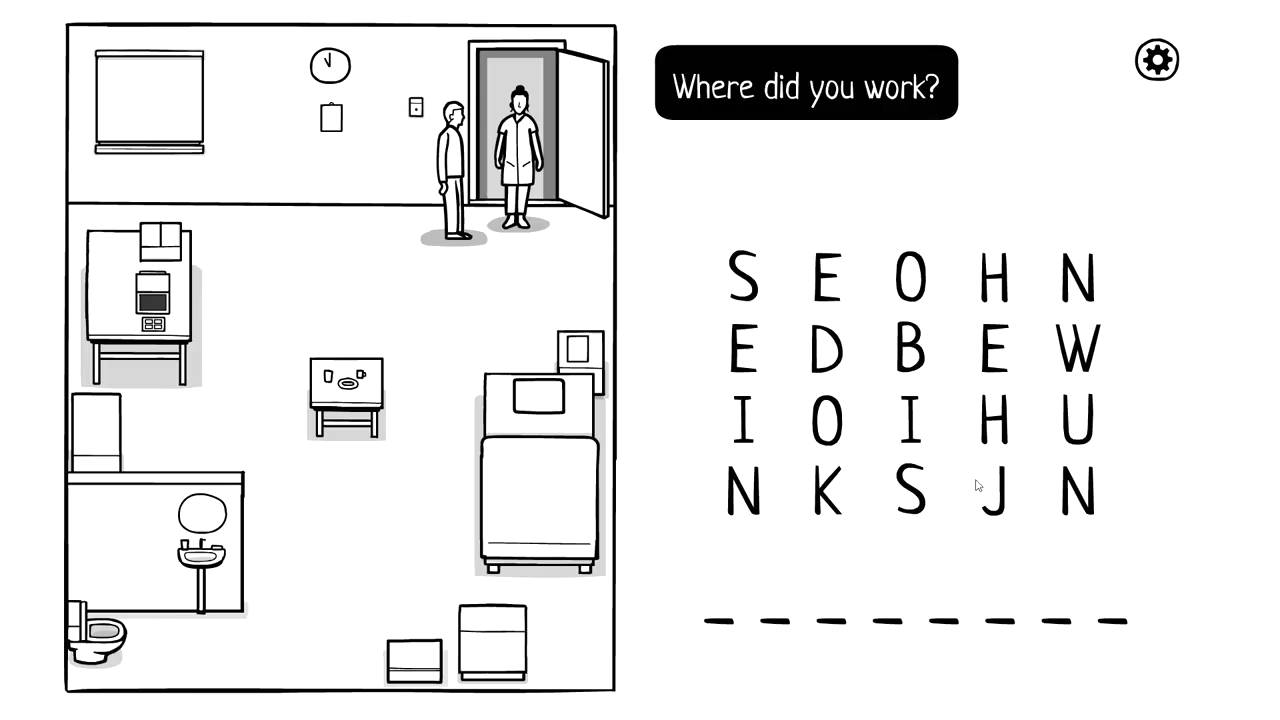 Where did you work?
S E O H N
E D B E W
I O I H U
N K S J N